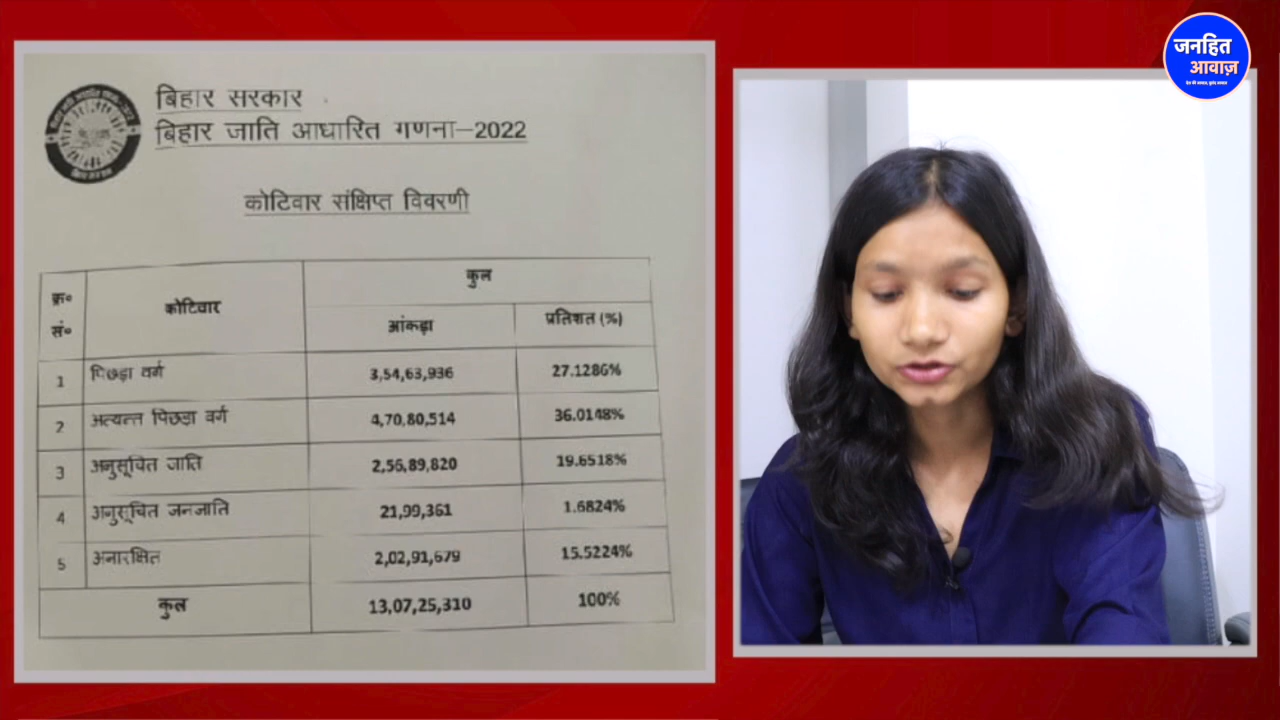 बिहार सरकार
बिहार जाति आधारित गणना-2022
कोटिवार संक्षिप्त विवरणी
क्र॰ सं॰ कोटिवार कुल
आंकड़ा प्रतिशत (%)
1 पिछड़ा वर्ग 3,54,63,936 27.1286%
2 अत्यन्त पिछडा वर्ग 4,70,80,514 36.0148%
3 अनुसूचित जाति 2,56,89,820 19.6518%
4 अनुसूचित जनजाति 21,99,361 1.6824%
5 अनारक्षित 2,02,91,679 15.5224%
कुल 13,07,25,310 100%
जनहित
आवाज़